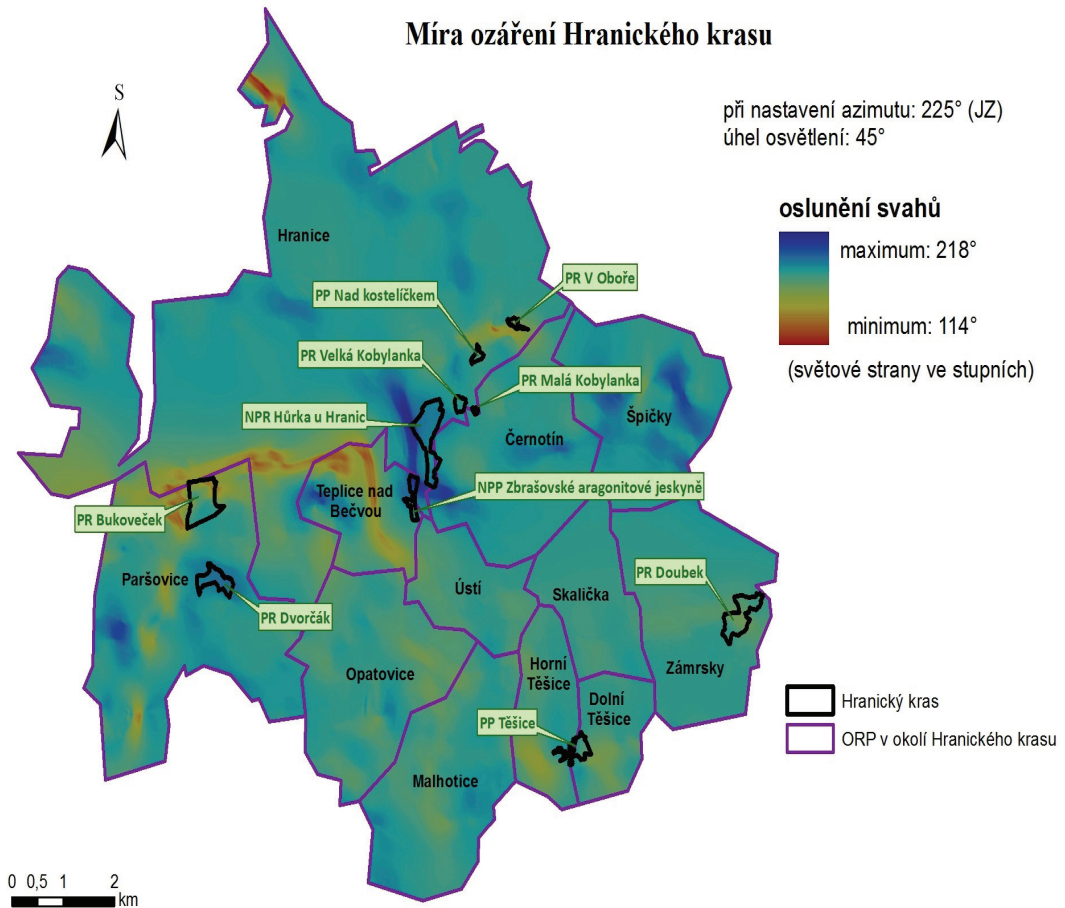 Míra ozáření Hranického krasu
S
při nastavení azimutu: 225° (JZ)
úhel osvětlení: 45°
oslunění svahů
maximum: 218°
minimum: 114°
(světové strany ve stupních)
Hranice
PR V Oboře
PP Nad kostelíčkem
PR Velká Kobylanka
PR Malá Kobylanka
NPR Hůrka u Hranic
Špičky
Černotín
Teplice nad
Bečvou
NPP Zbrašovské aragonitové jeskyně
PR Bukoveček
Paršovice
PR Dvorčák
Ústí
Skalička
PR Doubek
Zámrsky
Opatovice
Horní
Těšice
Dolní
Těšice
PP Těšice
Malhotice
Hranický kras
ORP v okolí Hranického krasu
0 0,5 1 2
km